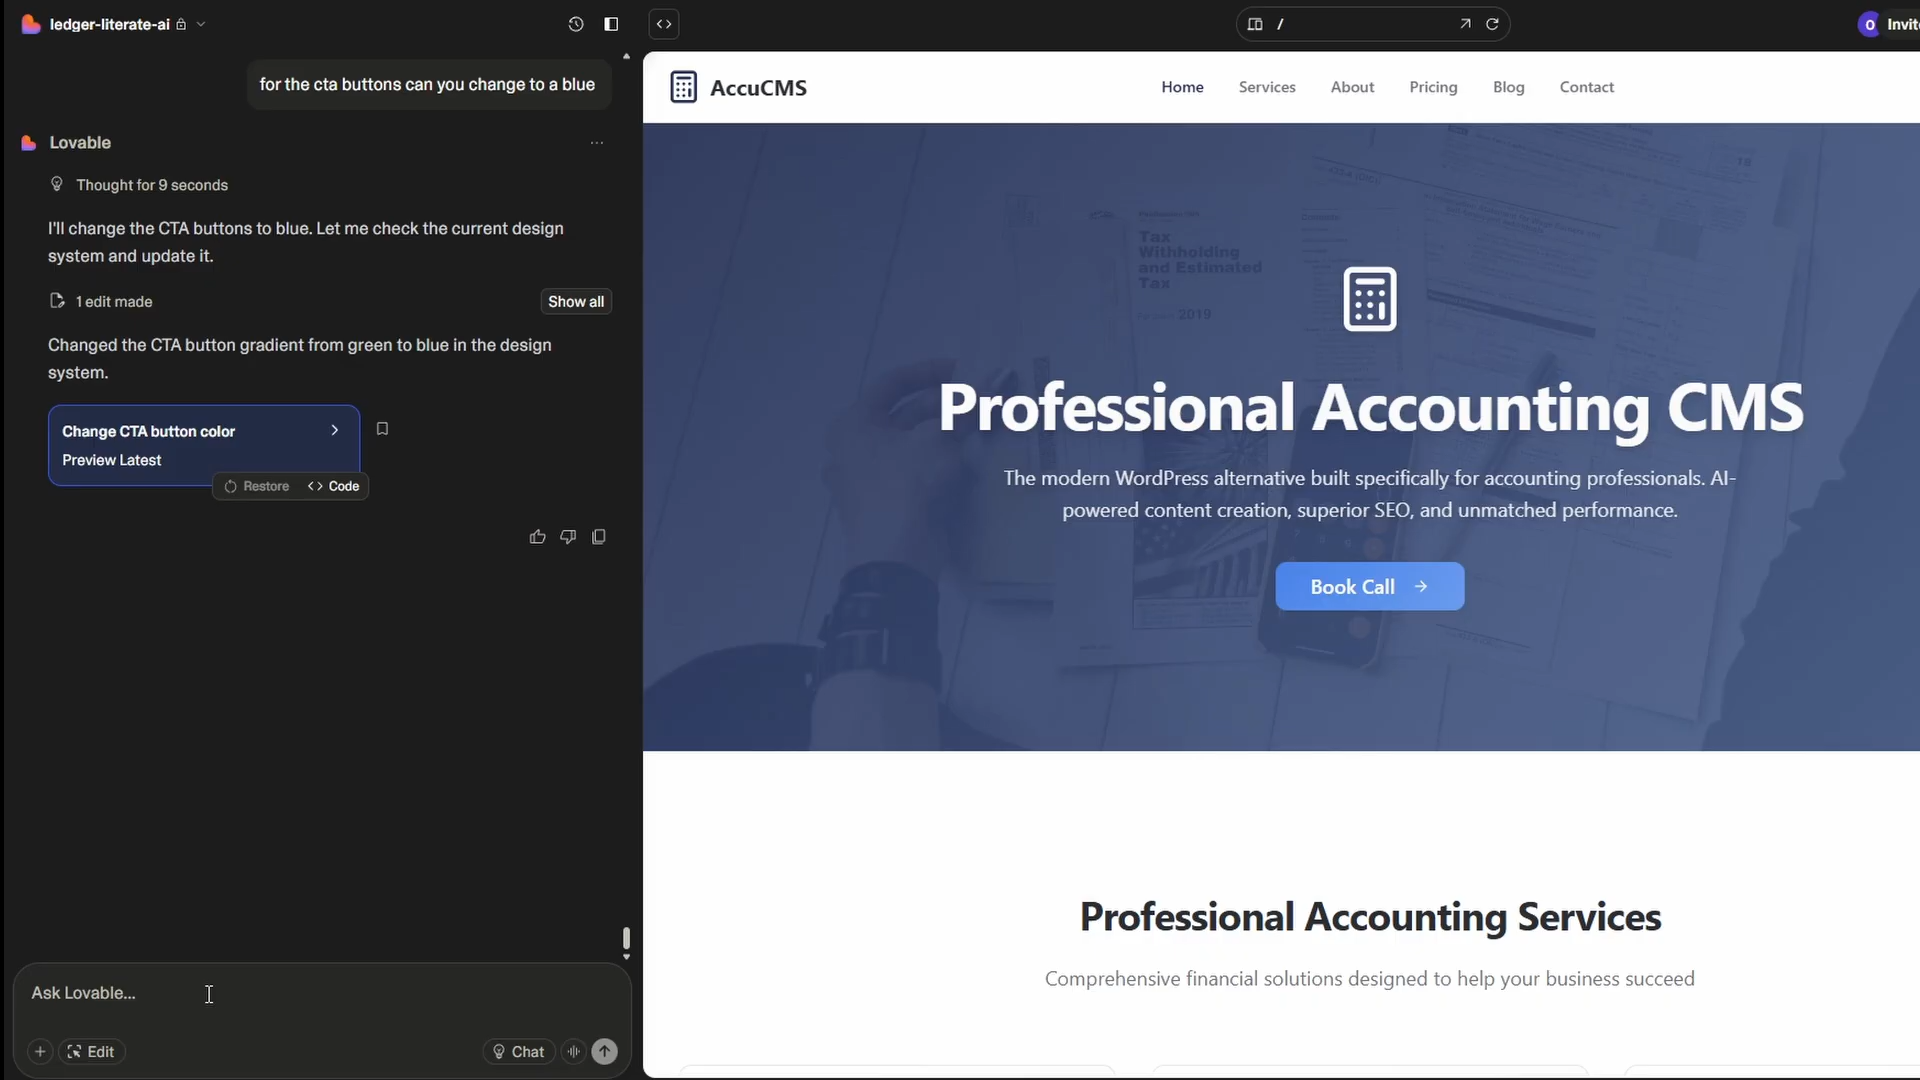 ledger-literate-ai
for the cta buttons can you change to a blue
Lovable
Thought for 9 seconds
I'll change the CTA buttons to blue. Let me check the current design
system and update it.
1 edit made
Show all
Changed the CTA button gradient from green to blue in the design
system.
Change CTA button color
Preview Latest
Restore
Code
Ask Lovable...
Edit
Chat
/
O
Invite
AccuCMS
Home
Services
About
Pricing
Blog
Contact
Tax
Withholding
and Estimated
Tax
2019
Professional Accounting CMS
The modern WordPress alternative built specifically for accounting professionals. AI-
powered content creation, superior SEO, and unmatched performance.
Book Call
Professional Accounting Services
Comprehensive financial solutions designed to help your business succeed